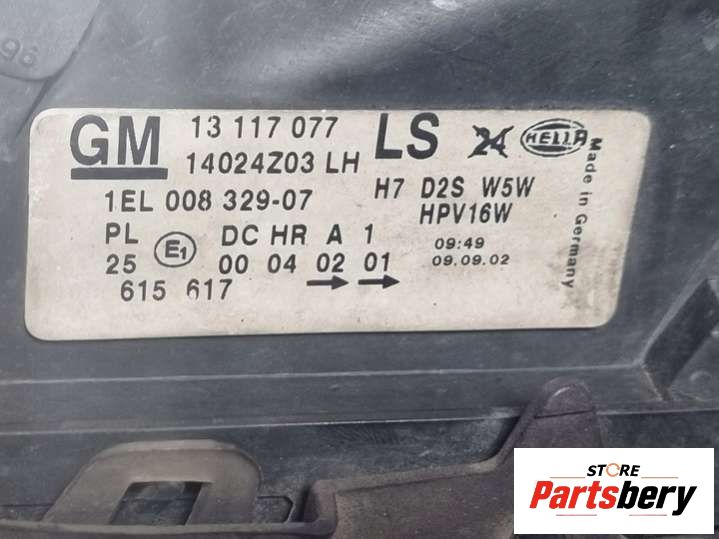 96
GM 13 117 077 LS 24 HELLA
14024Z03 LH
1EL 008 329-07 H7 D2S W5W
HPV16W
PL E1 DC HR A 1
25 00 04 02 01
615 617
09:49
09.09.02
Made in Germany
STORE
Partsbery